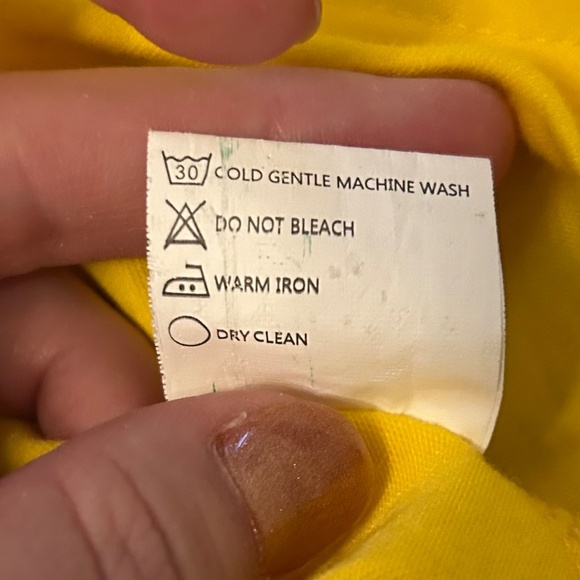 30 COLD GENTLE MACHINE WASH
DO NOT BLEACH
WARM IRON
DRY CLEAN